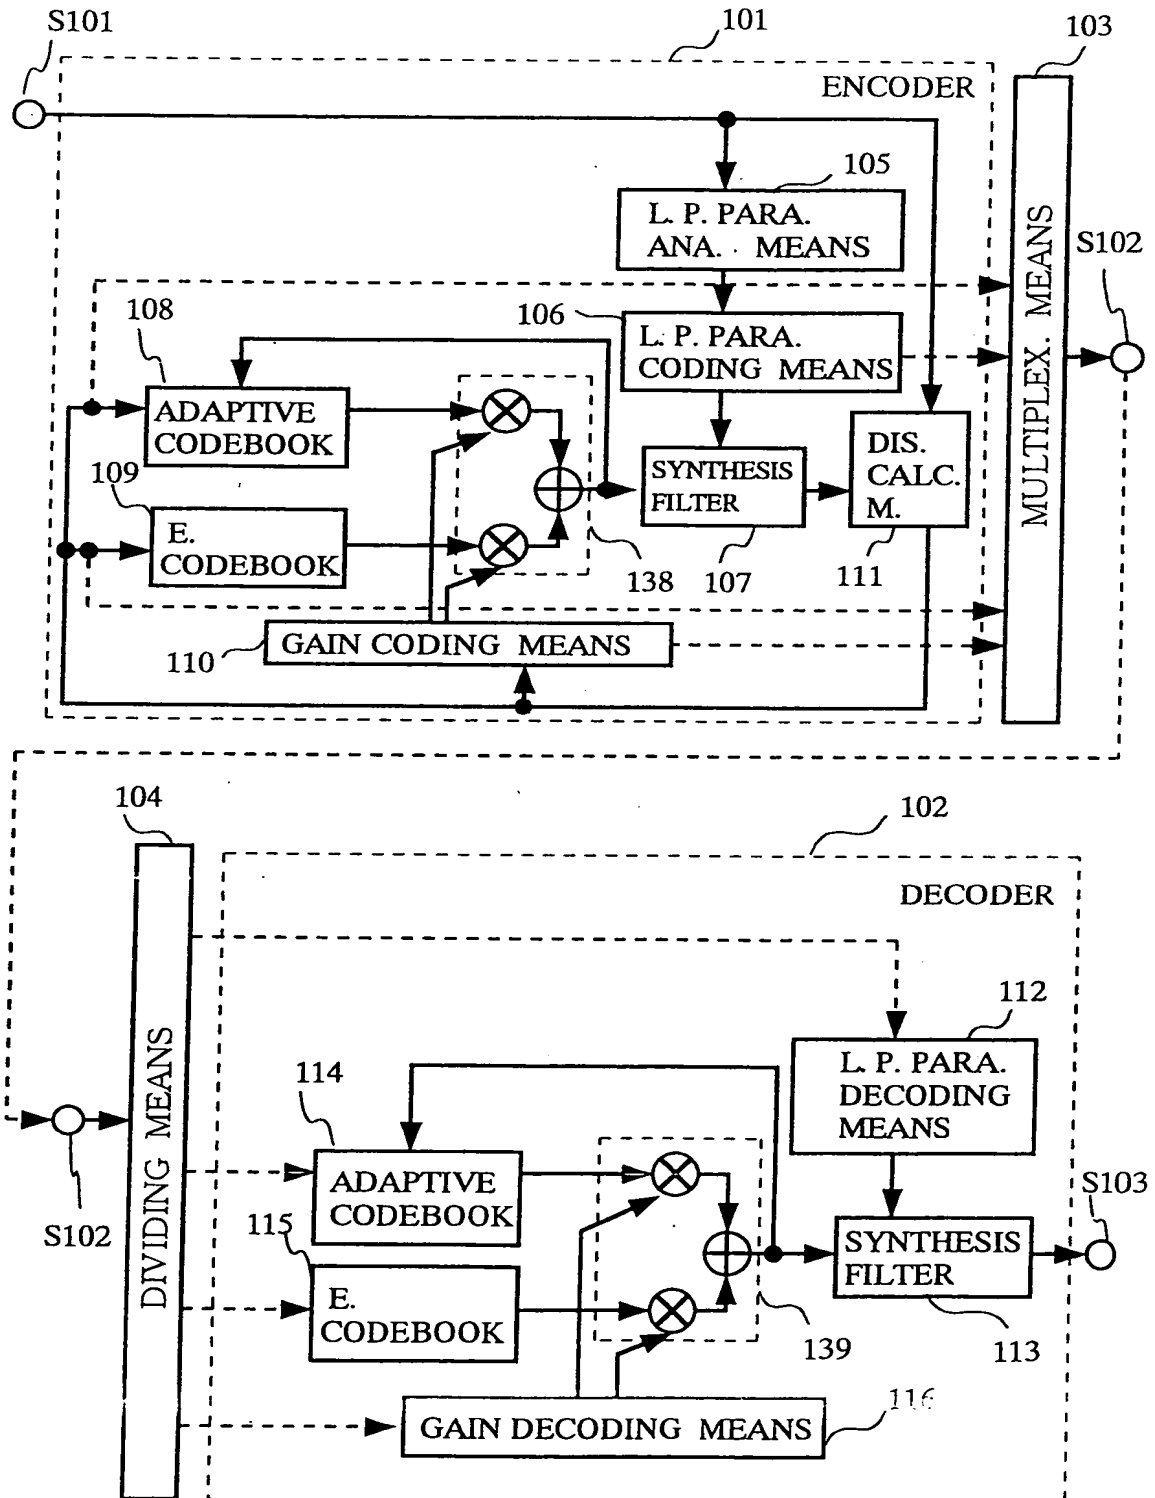 S101
101
103
ENCODER
105
L. P. PARA.
ANA. MEANS
MULTIPLEX. MEANS
S102
108
106
L. P. PARA.
CODING MEANS
ADAPTIVE
CODEBOOK
DIS.
CALC.
M.
SYNTHESIS
FILTER
109
E.
CODEBOOK
138
107
111
GAIN CODING MEANS
110
104
102
DECODER
112
L. P. PARA.
DECODING
MEANS
114
DIVIDING MEANS
ADAPTIVE
CODEBOOK
S103
S102
115
SYNTHESIS
FILTER
E.
CODEBOOK
139
113
116
GAIN DECODING MEANS